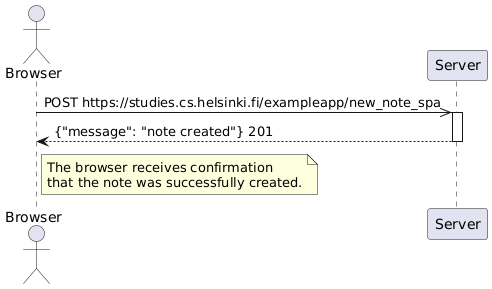 Browser
Server
POST https://studies.cs.helsinki.fi/exampleapp/new_note_spa
{"message": "note created"} 201
The browser receives confirmation
that the note was successfully created.
Browser
Server